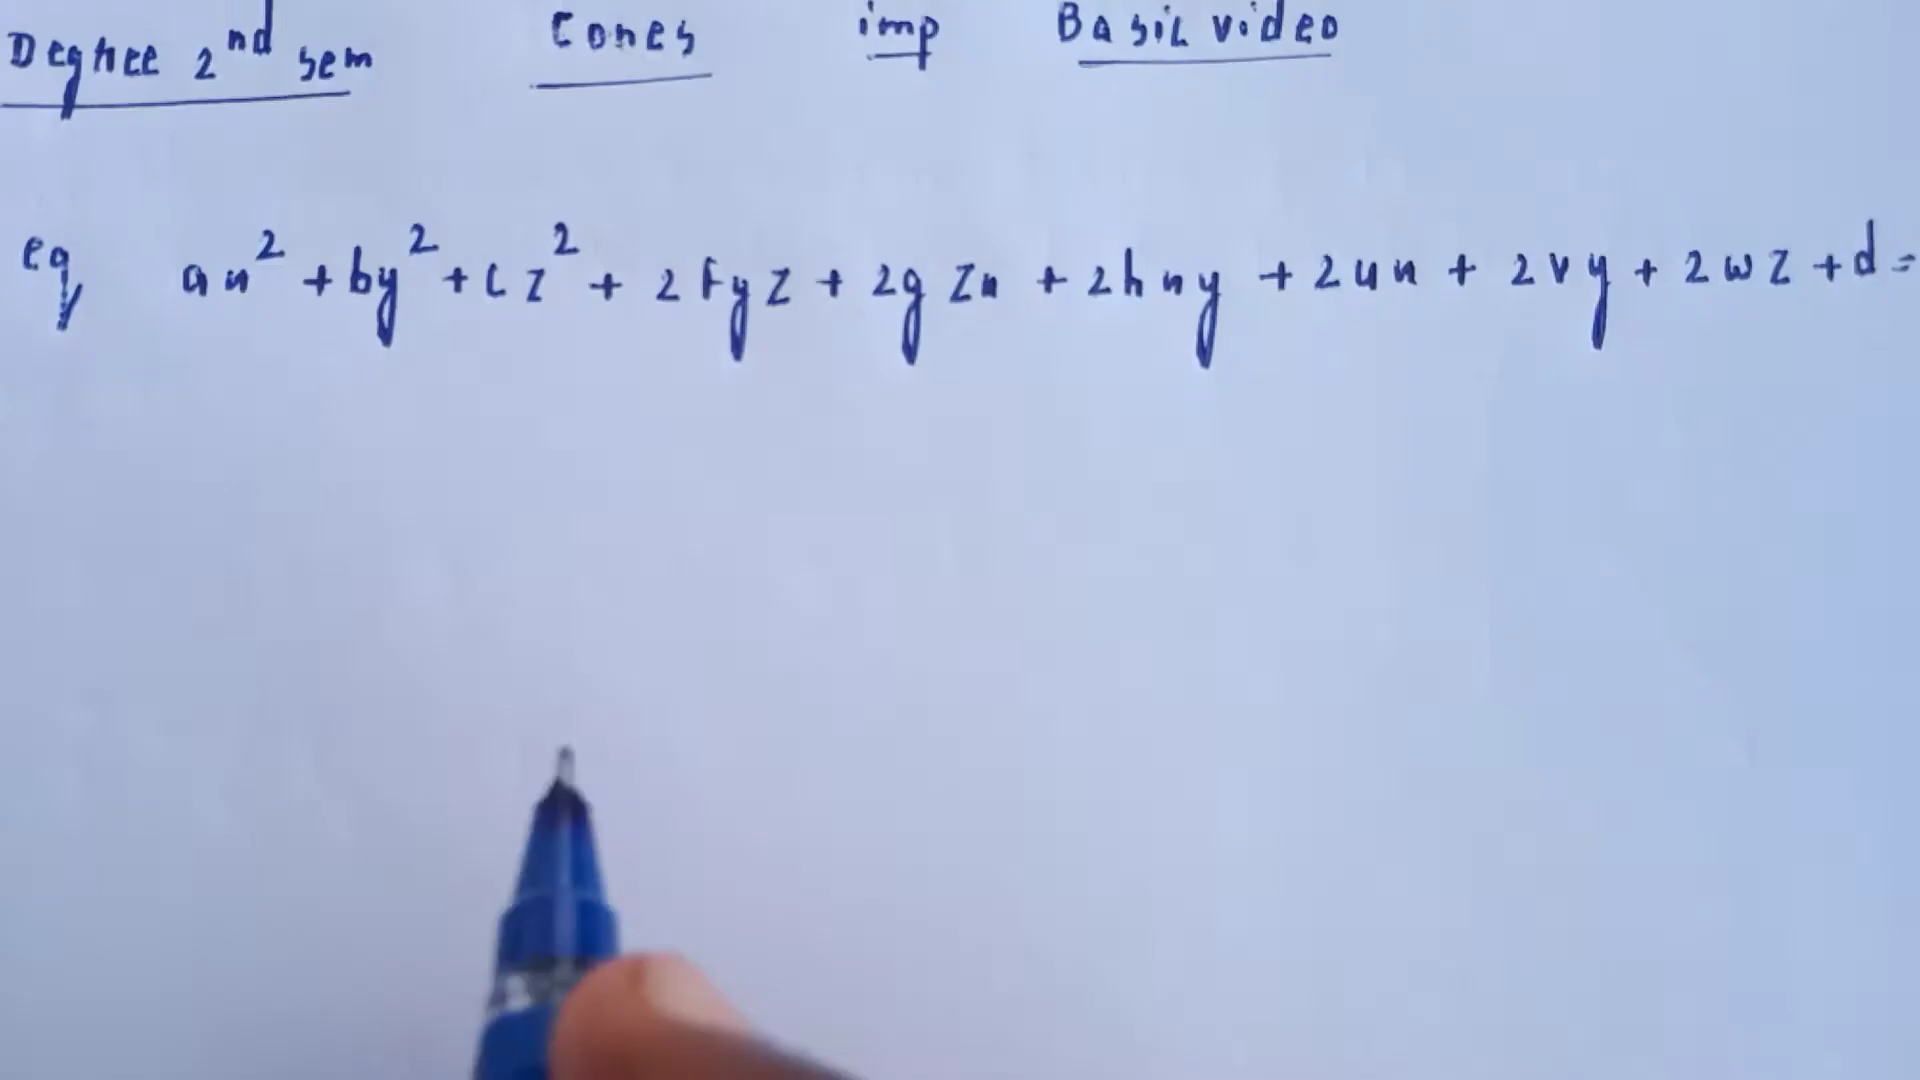 Degree 2nd sem Cones imp Basic video
eq ax² + by² + cz² + 2fyz + 2gzx + 2hxy + 2ux + 2vy + 2wz + d =